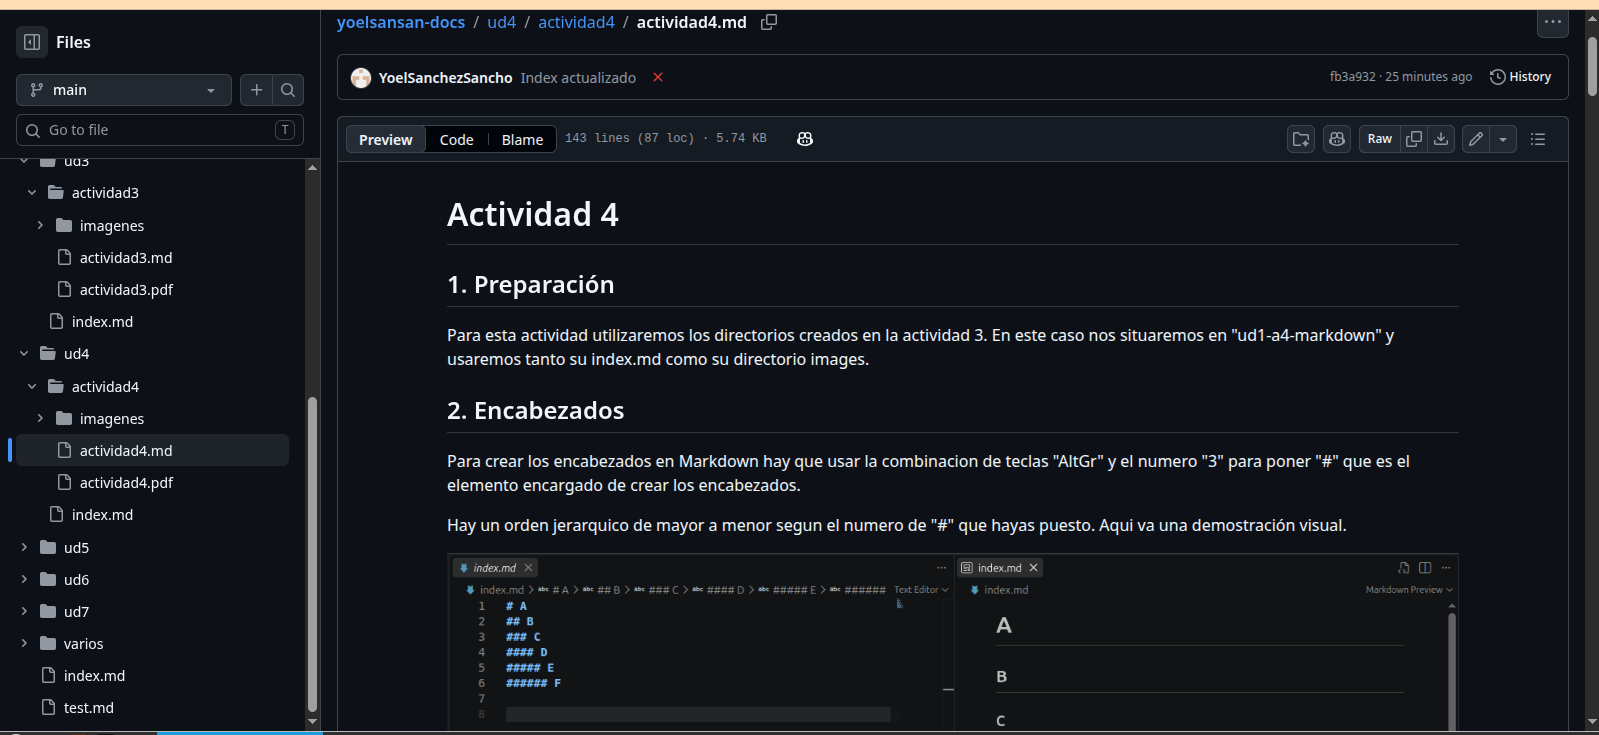 Files
main
Go to file
T
ud3
actividad3
imagenes
actividad3.md
actividad3.pdf
index.md
ud4
actividad4
imagenes
actividad4.md
actividad4.pdf
index.md
ud5
ud6
ud7
varios
index.md
test.md
yoelsansan-docs / ud4 / actividad4 / actividad4.md
YoelSanchezSancho Index actualizado
fb3a932 · 25 minutes ago History
Preview Code Blame 143 lines (87 loc) · 5.74 KB
Raw
Actividad 4
1. Preparación
Para esta actividad utilizaremos los directorios creados en la actividad 3. En este caso nos situaremos en "ud1-a4-markdown" y
usaremos tanto su index.md como su directorio images.
2. Encabezados
Para crear los encabezados en Markdown hay que usar la combinacion de teclas "AltGr" y el numero "3" para poner "#" que es el
elemento encargado de crear los encabezados.
Hay un orden jerarquico de mayor a menor segun el numero de "#" que hayas puesto. Aqui va una demostración visual.
index.md
index.md > abc # A > abc ## B > abc ### C > abc #### D > abc ##### E > abc ###### Text Editor
1 # A
2 ## B
3 ### C
4 #### D
5 ##### E
6 ###### F
7
8
index.md
index.md Markdown Preview
A
B
C